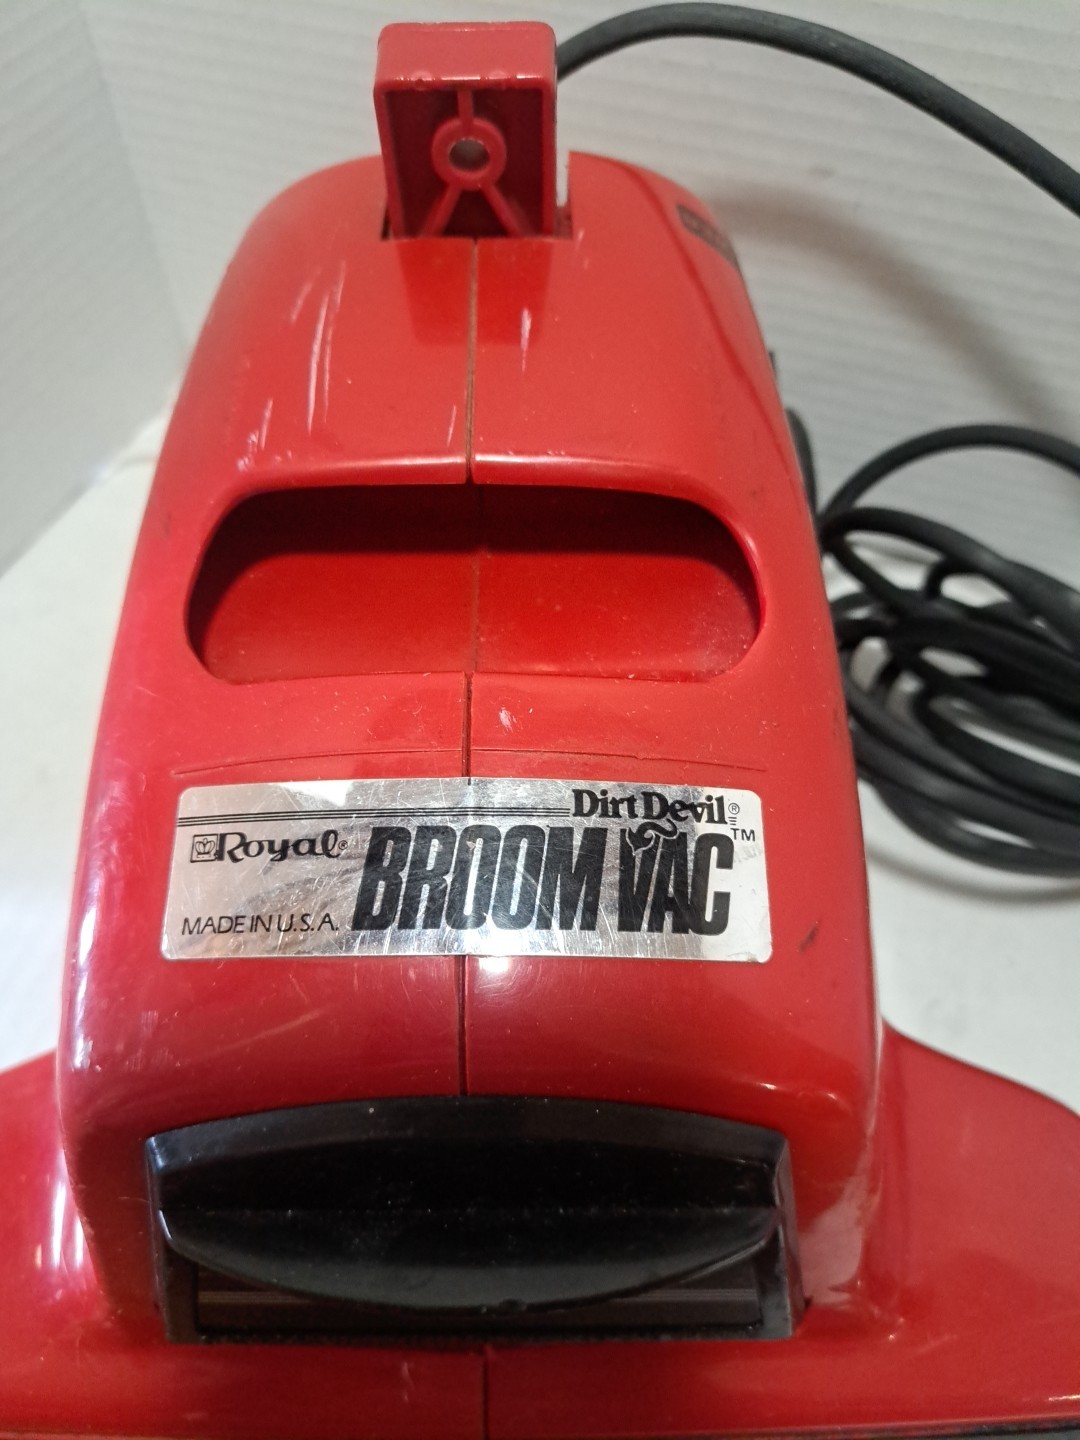 Dirt Devil®
Royal® BROOM VAC™
MADE IN U.S.A.